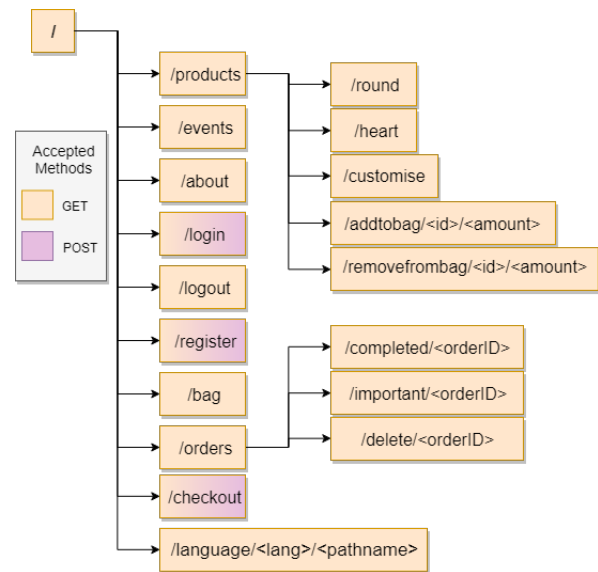 /
/products
/round
/heart
/customise
/addtobag/<id>/<amount>
/removefrombag/<id>/<amount>
/events
/about
/login
/logout
/register
/bag
/orders
/completed/<orderID>
/important/<orderID>
/delete/<orderID>
/checkout
/language/<lang>/<pathname>
Accepted
Methods
GET
POST